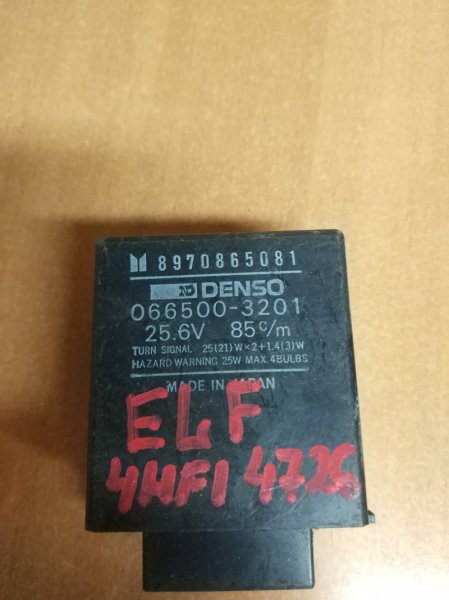 8970865081
ND DENSO
066500-3201
25.6V 85c/m
TURN SIGNAL 25(21)W×2+1.4(3)W
HAZARD WARNING 25W MAX. 4BULBS
MADE IN JAPAN
ELF
4HF1 4726